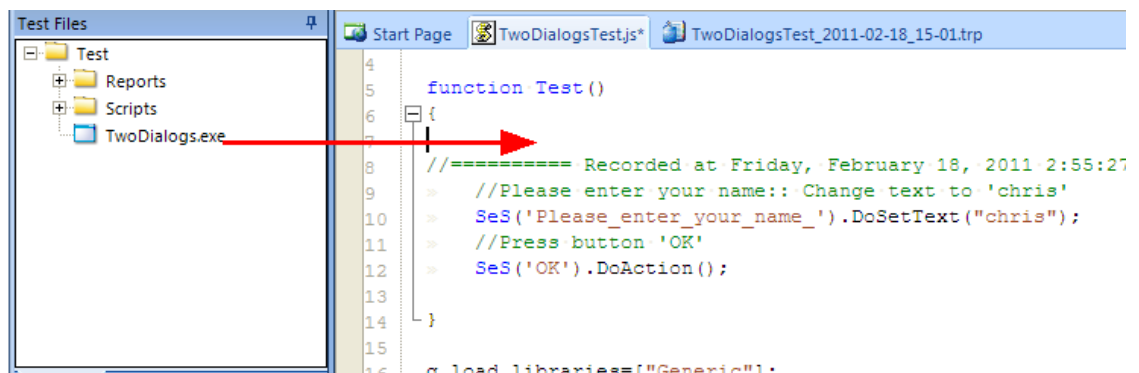 Test Files
Test
Reports
Scripts
TwoDialogs.exe
Start Page TwoDialogsTest.js* TwoDialogsTest_2011-02-18_15-01.trp
4
5 function Test()
6 {
7
8 //========== Recorded at Friday, February 18, 2011 2:55:27
9 //Please enter your name:: Change text to 'chris'
10 SeS('Please_enter_your_name_').DoSetText("chris");
11 //Press button 'OK'
12 SeS('OK').DoAction();
13
14 }
15
16 g_load_libraries=["Generic"];